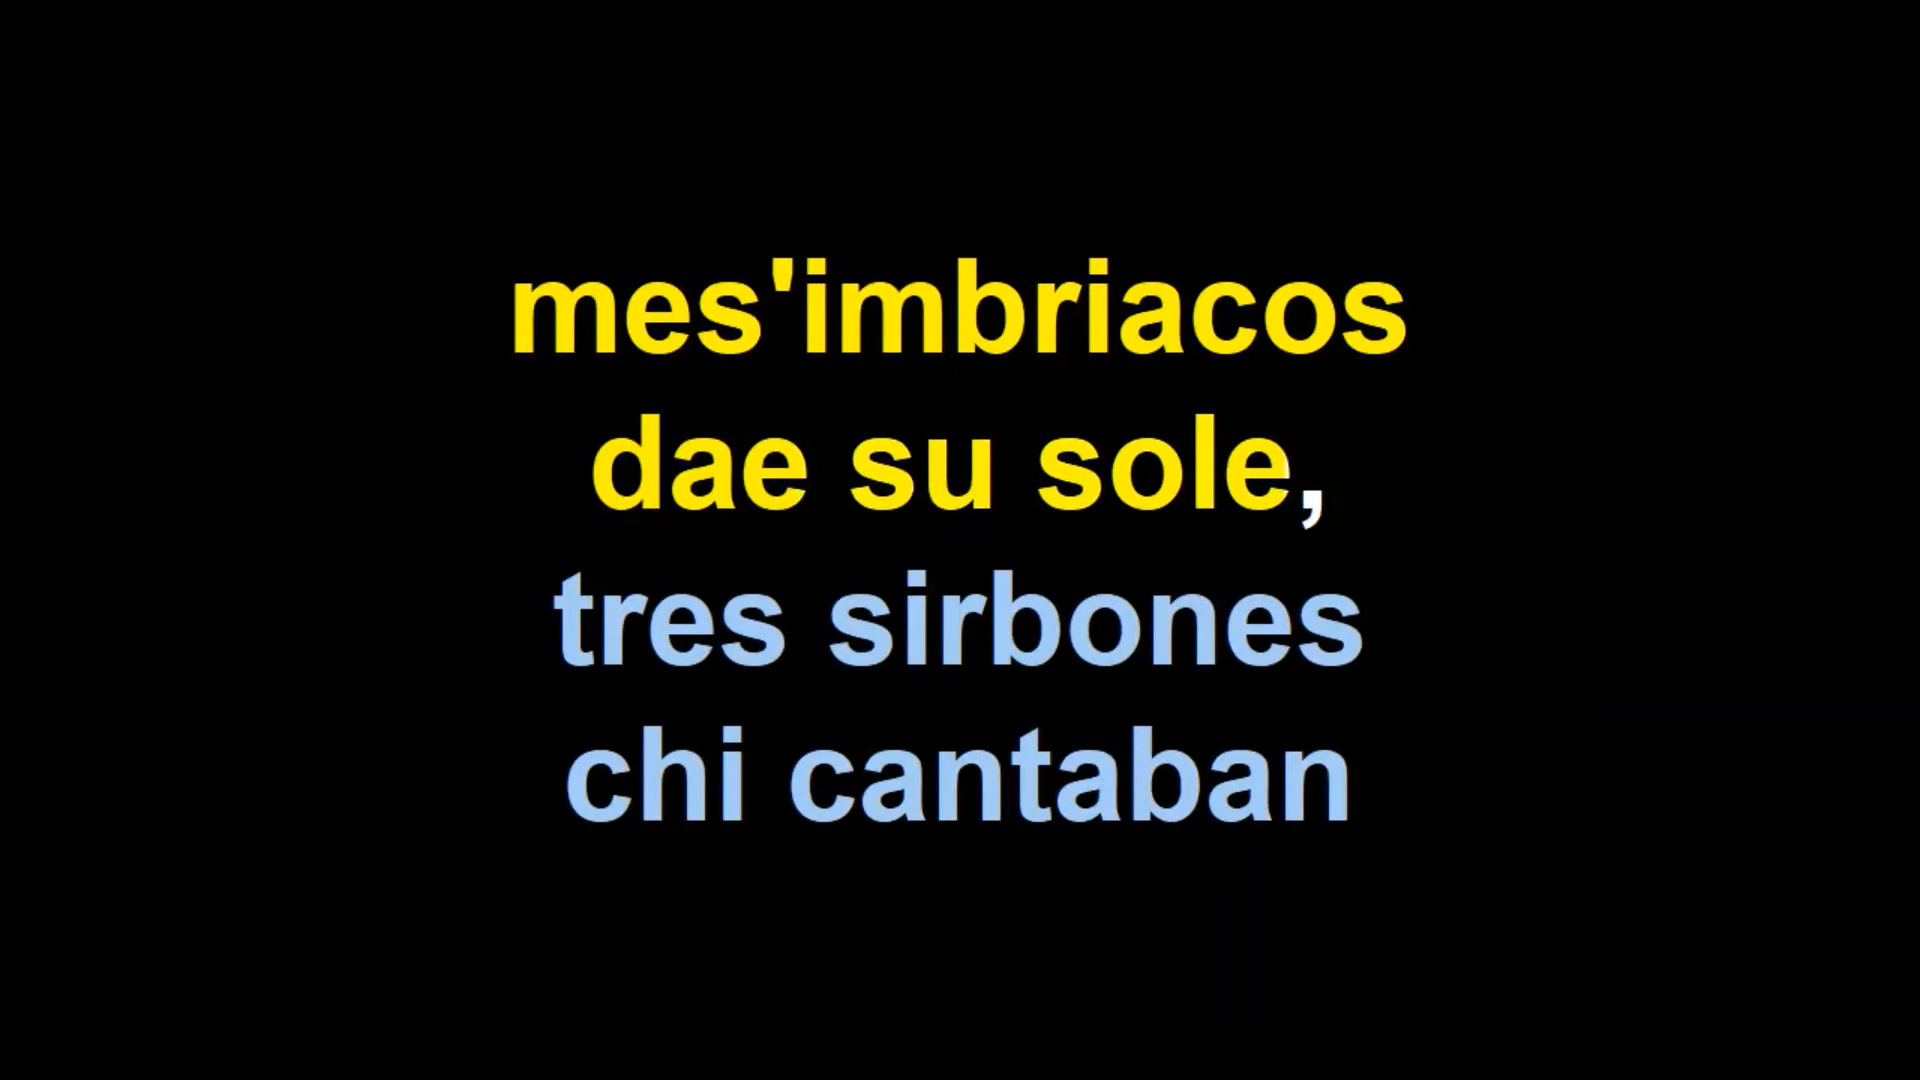 mes'imbriacos
dae su sole,
tres sirbones
chi cantaban